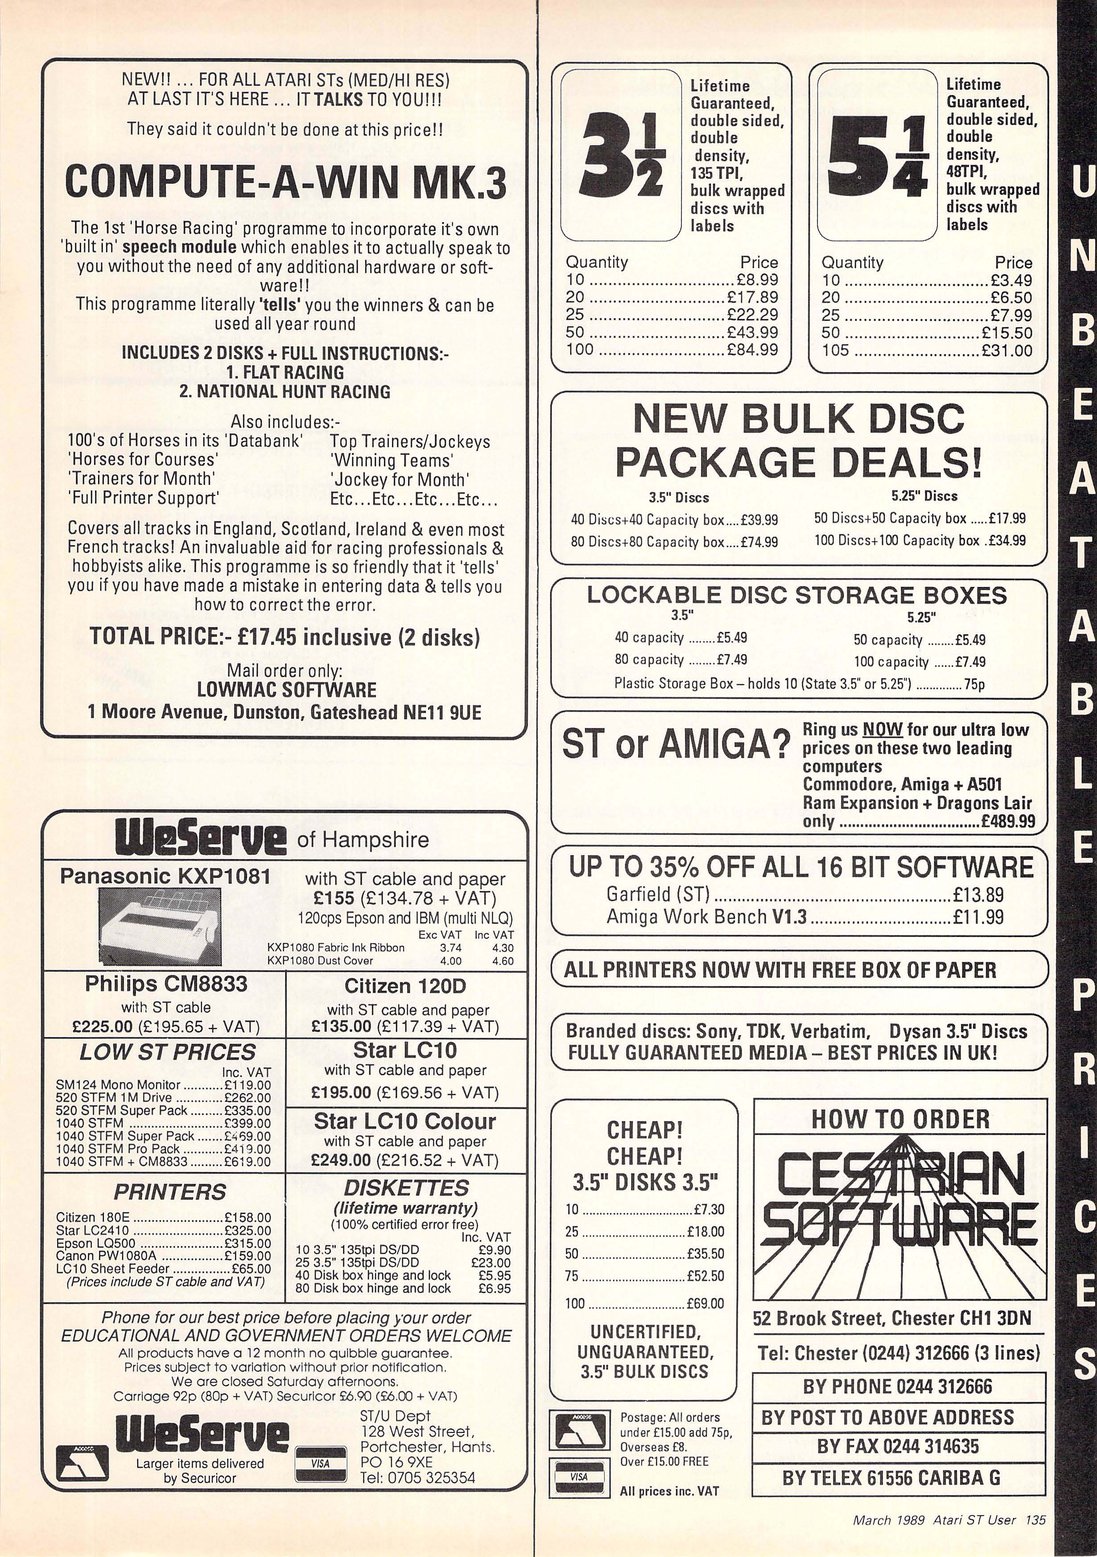 NEW!! ... FOR ALL ATARI STs (MED/HI RES)
AT LAST IT'S HERE ... IT TALKS TO YOU!!!
They said it couldn't be done at this price!!
COMPUTE-A-WIN MK.3
The 1st 'Horse Racing' programme to incorporate it's own
'built in' speech module which enables it to actually speak to
you without the need of any additional hardware or soft-
ware!!
This programme literally 'tells' you the winners & can be
used all year round
INCLUDES 2 DISKS + FULL INSTRUCTIONS:-
1. FLAT RACING
2. NATIONAL HUNT RACING
Also includes:-
100's of Horses in its 'Databank' Top Trainers/Jockeys
'Horses for Courses' 'Winning Teams'
'Trainers for Month' 'Jockey for Month'
'Full Printer Support' Etc...Etc...Etc...Etc...
Covers all tracks in England, Scotland, Ireland & even most
French tracks! An invaluable aid for racing professionals &
hobbyists alike. This programme is so friendly that it 'tells'
you if you have made a mistake in entering data & tells you
how to correct the error.
TOTAL PRICE:- £17.45 inclusive (2 disks)
Mail order only:
LOWMAC SOFTWARE
1 Moore Avenue, Dunston, Gateshead NE11 9UE
WeServe of Hampshire
Panasonic KXP1081
with ST cable and paper
£155 (£134.78 + VAT)
120cps Epson and IBM (multi NLQ)
Exc VAT Inc VAT
KXP1080 Fabric Ink Ribbon 3.74 4.30
KXP1080 Dust Cover 4.00 4.60
Philips CM8833
with ST cable
£225.00 (£195.65 + VAT)
Citizen 120D
with ST cable and paper
£135.00 (£117.39 + VAT)
LOW ST PRICES
Inc. VAT
SM124 Mono Monitor ..........£119.00
520 STFM 1M Drive ............£262.00
520 STFM Super Pack ........£335.00
1040 STFM .......................£399.00
1040 STFM Super Pack ......£469.00
1040 STFM Pro Pack .........£419.00
1040 STFM + CM8833 ........£619.00
Star LC10
with ST cable and paper
£195.00 (£169.56 + VAT)
Star LC10 Colour
with ST cable and paper
£249.00 (£216.52 + VAT)
PRINTERS
Citizen 180E ......................£158.00
Star LC2410 ......................£325.00
Epson LQ500 ....................£315.00
Canon PW1080A ................£159.00
LC10 Sheet Feeder ..............£65.00
(Prices include ST cable and VAT)
DISKETTES
(lifetime warranty)
(100% certified error free)
Inc. VAT
10 3.5" 135tpi DS/DD £9.90
25 3.5" 135tpi DS/DD £23.00
40 Disk box hinge and lock £5.95
80 Disk box hinge and lock £6.95
Phone for our best price before placing your order
EDUCATIONAL AND GOVERNMENT ORDERS WELCOME
All products have a 12 month no quibble guarantee.
Prices subject to variation without prior notification.
We are closed Saturday afternoons.
Carriage 92p (80p + VAT) Securicor £6.90 (£6.00 + VAT)
Access
WeServe
Larger items delivered
by Securicor
VISA
ST/U Dept
128 West Street,
Portchester, Hants.
PO 16 9XE
Tel: 0705 325354
3½
Lifetime
Guaranteed,
double sided,
double
density,
135 TPI,
bulk wrapped
discs with
labels
Quantity Price
10 .......................£8.99
20 .......................£17.89
25 .......................£22.29
50 .......................£43.99
100 .....................£84.99
5¼
Lifetime
Guaranteed,
double sided,
double
density,
48TPI,
bulk wrapped
discs with
labels
Quantity Price
10 .......................£3.49
20 .......................£6.50
25 .......................£7.99
50 .......................£15.50
105 .....................£31.00
NEW BULK DISC
PACKAGE DEALS!
3.5" Discs 5.25" Discs
40 Discs+40 Capacity box....£39.99 50 Discs+50 Capacity box .....£17.99
80 Discs+80 Capacity box....£74.99 100 Discs+100 Capacity box .£34.99
LOCKABLE DISC STORAGE BOXES
3.5" 5.25"
40 capacity ........£5.49 50 capacity .......£5.49
80 capacity ........£7.49 100 capacity ......£7.49
Plastic Storage Box – holds 10 (State 3.5" or 5.25") .............75p
ST or AMIGA?
Ring us NOW for our ultra low
prices on these two leading
computers
Commodore, Amiga + A501
Ram Expansion + Dragons Lair
only .................................£489.99
UP TO 35% OFF ALL 16 BIT SOFTWARE
Garfield (ST) ..............................£13.89
Amiga Work Bench V1.3 ..................£11.99
ALL PRINTERS NOW WITH FREE BOX OF PAPER
Branded discs: Sony, TDK, Verbatim, Dysan 3.5" Discs
FULLY GUARANTEED MEDIA – BEST PRICES IN UK!
CHEAP!
CHEAP!
3.5" DISKS 3.5"
10 ..........................£7.30
25 ..........................£18.00
50 ..........................£35.50
75 ..........................£52.50
100 ........................£69.00
UNCERTIFIED,
UNGUARANTEED,
3.5" BULK DISCS
Access
VISA
Postage: All orders
under £15.00 add 75p,
Overseas £8.
Over £15.00 FREE
All prices inc. VAT
HOW TO ORDER
CESTRIAN
SOFTWARE
52 Brook Street, Chester CH1 3DN
Tel: Chester (0244) 312666 (3 lines)
BY PHONE 0244 312666
BY POST TO ABOVE ADDRESS
BY FAX 0244 314635
BY TELEX 61556 CARIBA G
UNBEATABLE PRICES
March 1989 Atari ST User 135